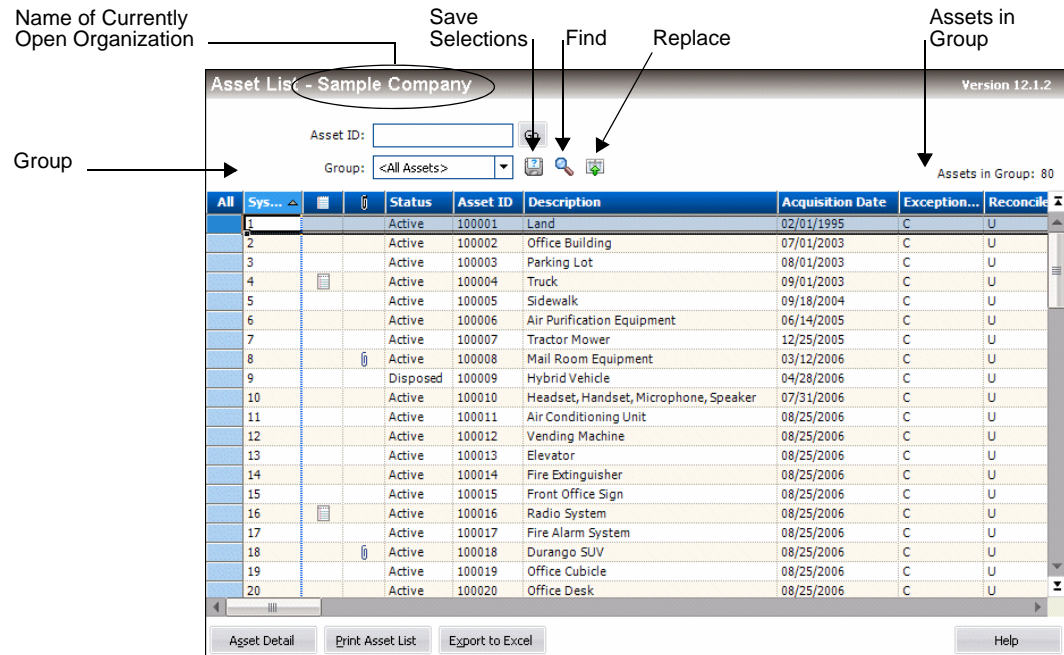 Name of Currently
Open Organization
Save
Selections
Find
Replace
Assets in
Group
Asset List - Sample Company
Version 12.1.2
Asset ID:
Go
Group: <All Assets>
Group
Assets in Group: 80
All Sys... Status Asset ID Description Acquisition Date Exception... Reconcile
1 Active 100001 Land 02/01/1995 C U
2 Active 100002 Office Building 07/01/2003 C U
3 Active 100003 Parking Lot 08/01/2003 C U
4 Active 100004 Truck 09/01/2003 C U
5 Active 100005 Sidewalk 09/18/2004 C U
6 Active 100006 Air Purification Equipment 06/14/2005 C U
7 Active 100007 Tractor Mower 12/25/2005 C U
8 Active 100008 Mail Room Equipment 03/12/2006 C U
9 Disposed 100009 Hybrid Vehicle 04/28/2006 C U
10 Active 100010 Headset, Handset, Microphone, Speaker 07/31/2006 C U
11 Active 100011 Air Conditioning Unit 08/25/2006 C U
12 Active 100012 Vending Machine 08/25/2006 C U
13 Active 100013 Elevator 08/25/2006 C U
14 Active 100014 Fire Extinguisher 08/25/2006 C U
15 Active 100015 Front Office Sign 08/25/2006 C U
16 Active 100016 Radio System 08/25/2006 C U
17 Active 100017 Fire Alarm System 08/25/2006 C U
18 Active 100018 Durango SUV 08/25/2006 C U
19 Active 100019 Office Cubicle 08/25/2006 C U
20 Active 100020 Office Desk 08/25/2006 C U
Asset Detail
Print Asset List
Export to Excel
Help